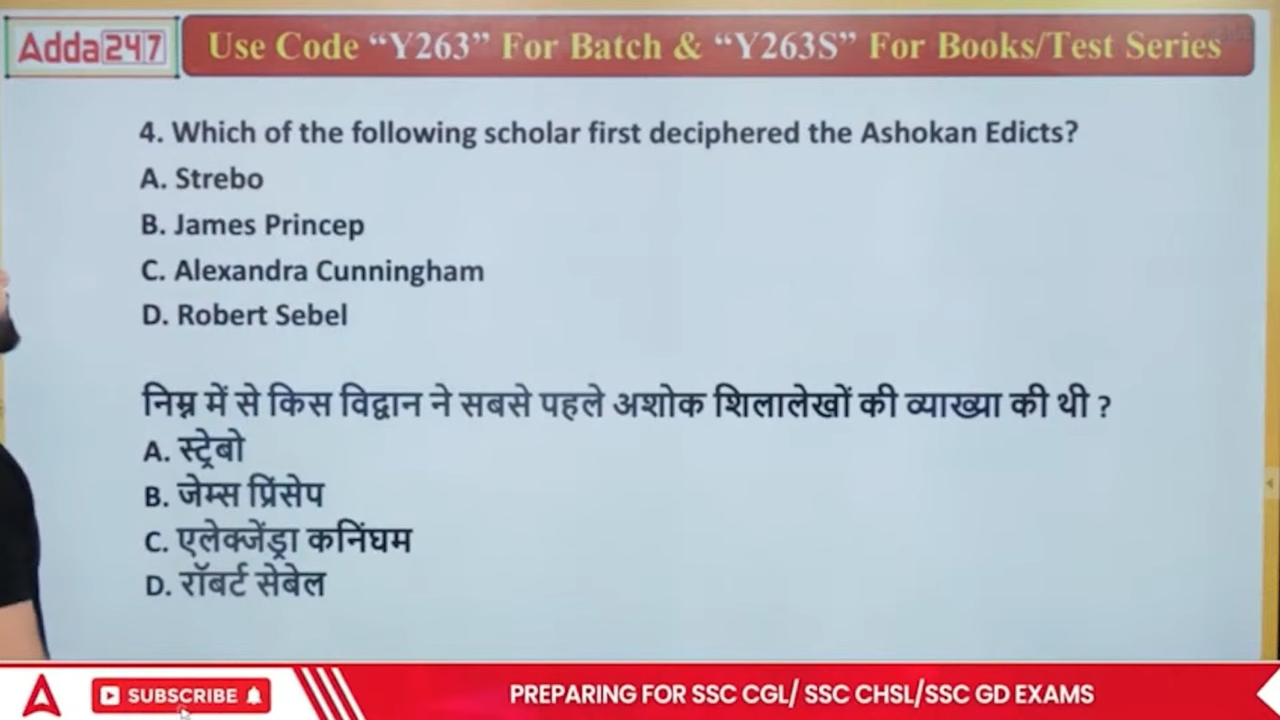 Adda247
Use Code “Y263” For Batch & “Y263S” For Books/Test Series
4. Which of the following scholar first deciphered the Ashokan Edicts?
A. Strebo
B. James Princep
C. Alexandra Cunningham
D. Robert Sebel
निम्न में से किस विद्वान ने सबसे पहले अशोक शिलालेखों की व्याख्या की थी ?
A. स्ट्रेबो
B. जेम्स प्रिंसेप
C. एलेक्जेंड्रा कनिंघम
D. रॉबर्ट सेबेल
SUBSCRIBE
PREPARING FOR SSC CGL/ SSC CHSL/SSC GD EXAMS